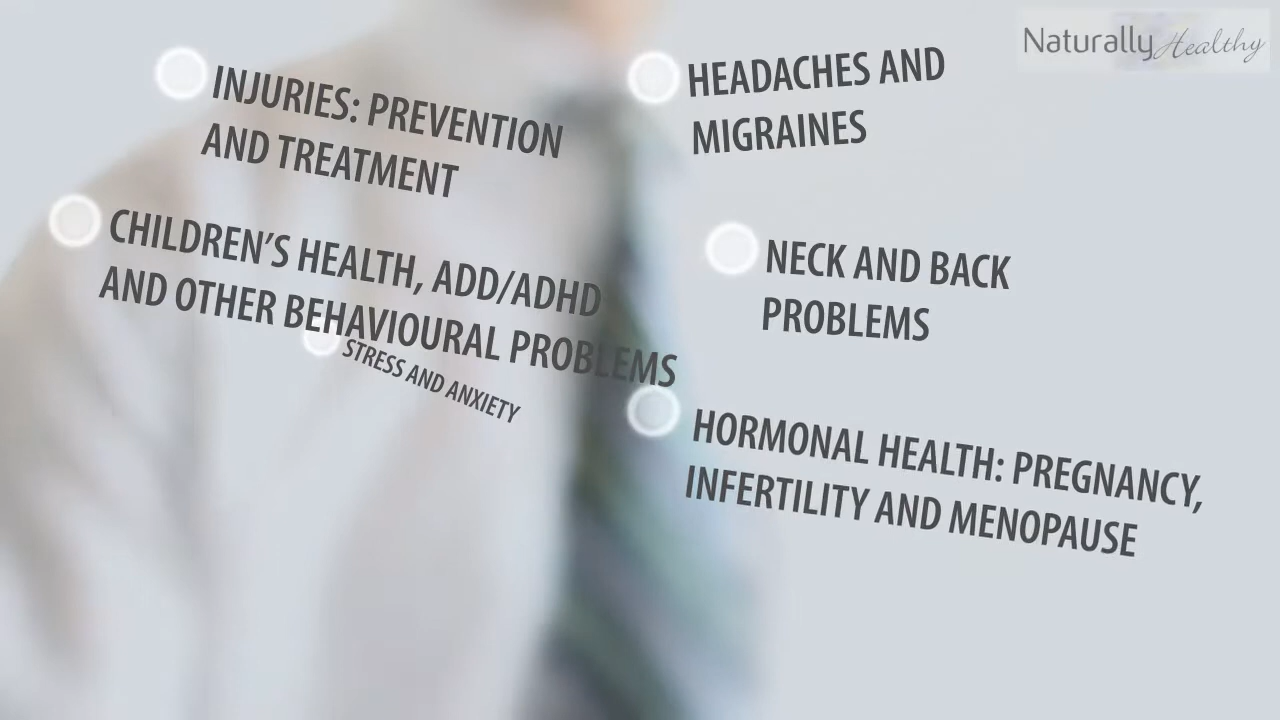 Naturally Healthy
INJURIES: PREVENTION
AND TREATMENT
HEADACHES AND
MIGRAINES
CHILDREN'S HEALTH, ADD/ADHD
AND OTHER BEHAVIOURAL PROBLEMS
STRESS AND ANXIETY
NECK AND BACK
PROBLEMS
HORMONAL HEALTH: PREGNANCY,
INFERTILITY AND MENOPAUSE